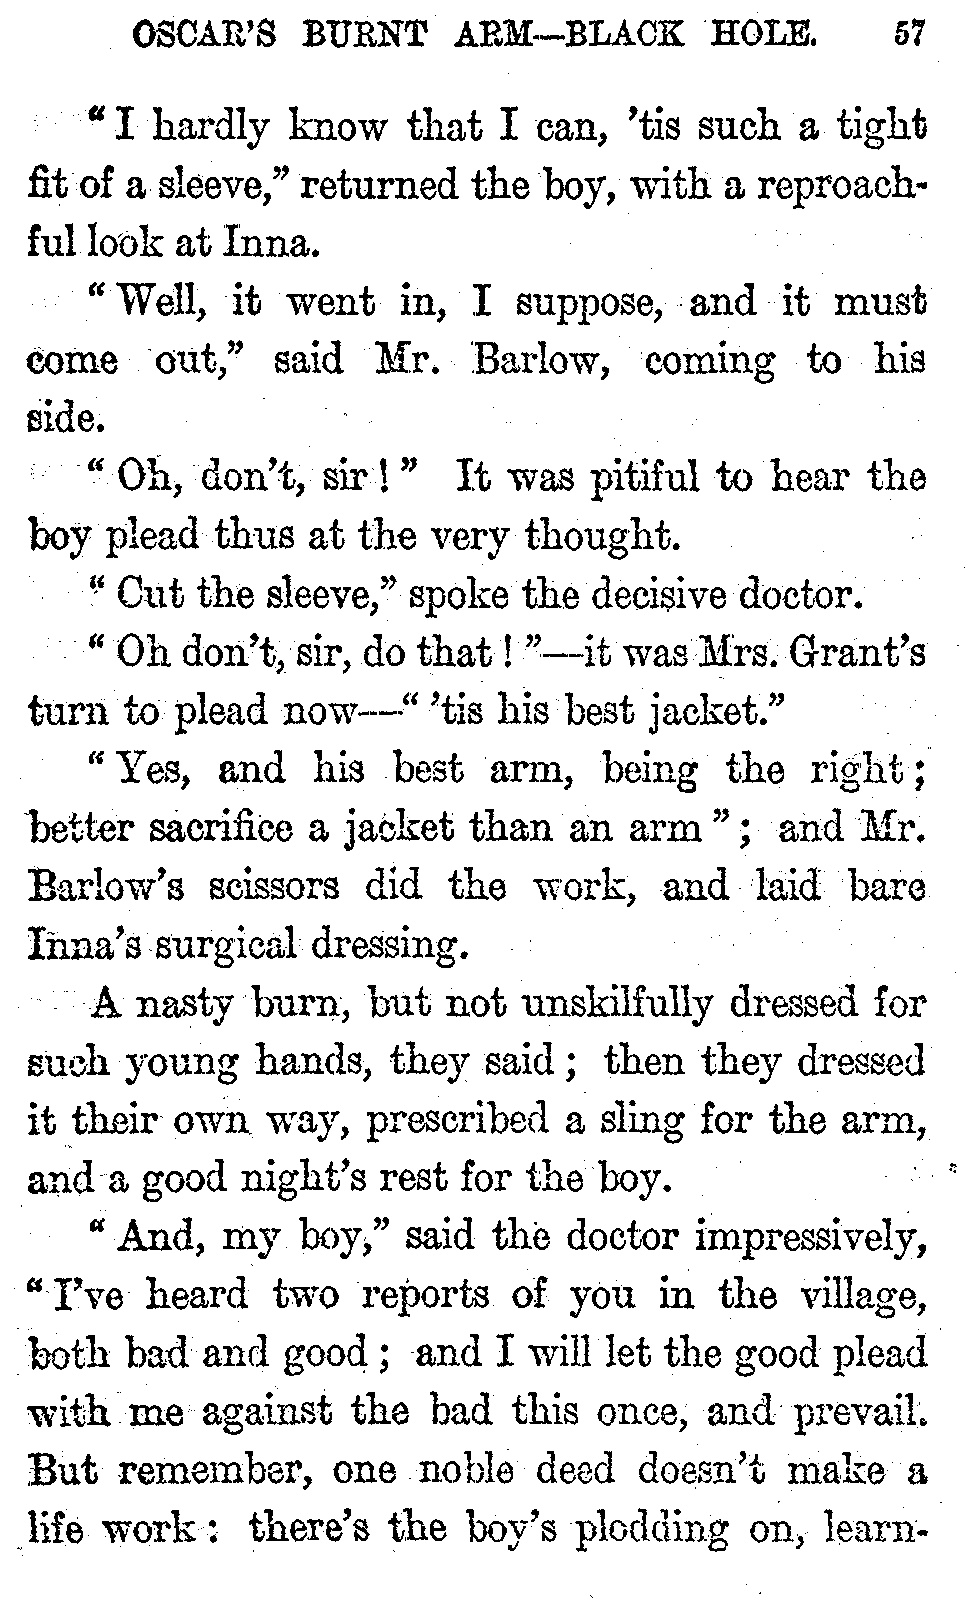 OSCAR'S BURNT ARM—BLACK HOLE. 57
"I hardly know that I can, 'tis such a tight
fit of a sleeve," returned the boy, with a reproach-
ful look at Inna.
"Well, it went in, I suppose, and it must
come out," said Mr. Barlow, coming to his
side.
"Oh, don't, sir!" It was pitiful to hear the
boy plead thus at the very thought.
"Cut the sleeve," spoke the decisive doctor.
"Oh don't, sir, do that!"—it was Mrs. Grant's
turn to plead now—"'tis his best jacket."
"Yes, and his best arm, being the right;
better sacrifice a jacket than an arm"; and Mr.
Barlow's scissors did the work, and laid bare
Inna's surgical dressing.
A nasty burn, but not unskilfully dressed for
such young hands, they said; then they dressed
it their own way, prescribed a sling for the arm,
and a good night's rest for the boy.
"And, my boy," said the doctor impressively,
"I've heard two reports of you in the village,
both bad and good; and I will let the good plead
with me against the bad this once, and prevail.
But remember, one noble deed doesn't make a
life work: there's the boy's plodding on, learn-